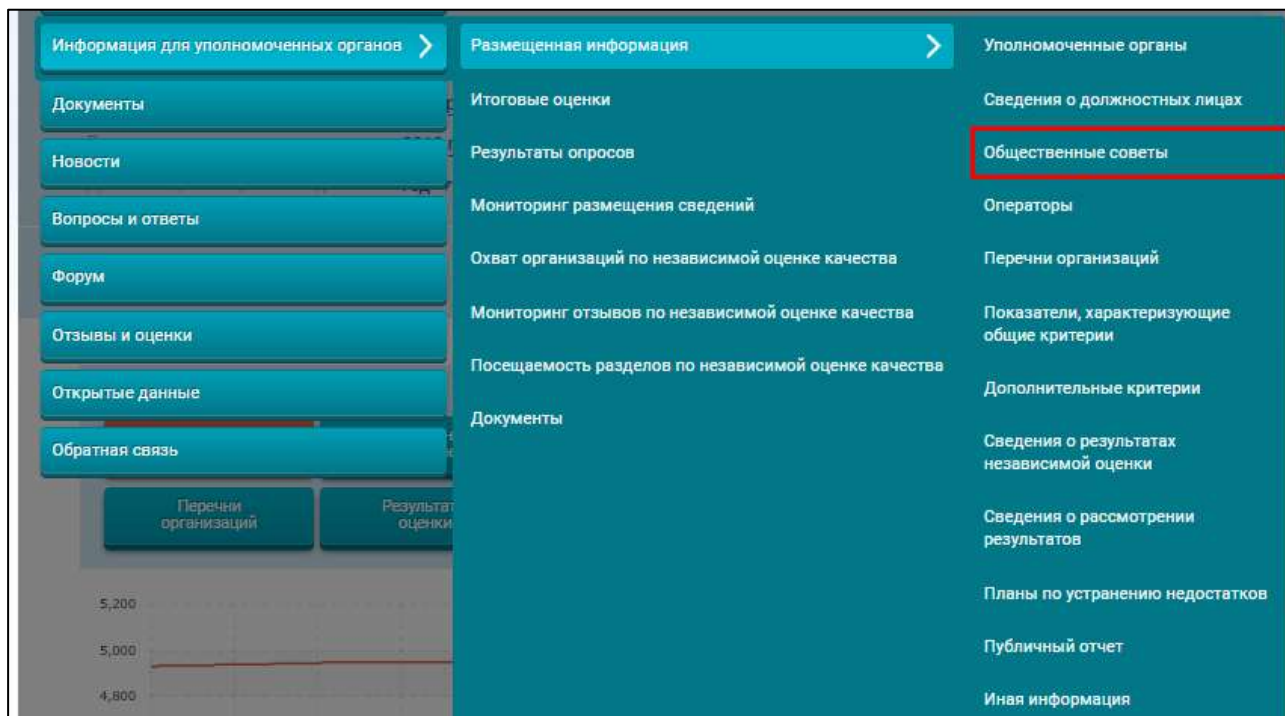 Информация для уполномоченных органов
Документы
Новости
Вопросы и ответы
Форум
Отзывы и оценки
Открытые данные
Обратная связь
Перечни
организаций
оценки
5,200
5,000
4,800
Размещенная информация
Итоговые оценки
Результаты опросов
Мониторинг размещения сведений
Охват организаций по независимой оценке качества
Мониторинг отзывов по независимой оценке качества
Посещаемость разделов по независимой оценке качества
Документы
Уполномоченные органы
Сведения о должностных лицах
Общественные советы
Операторы
Перечни организаций
Показатели, характеризующие
общие критерии
Дополнительные критерии
Сведения о результатах
независимой оценки
Сведения о рассмотрении
результатов
Планы по устранению недостатков
Публичный отчет
Иная информация